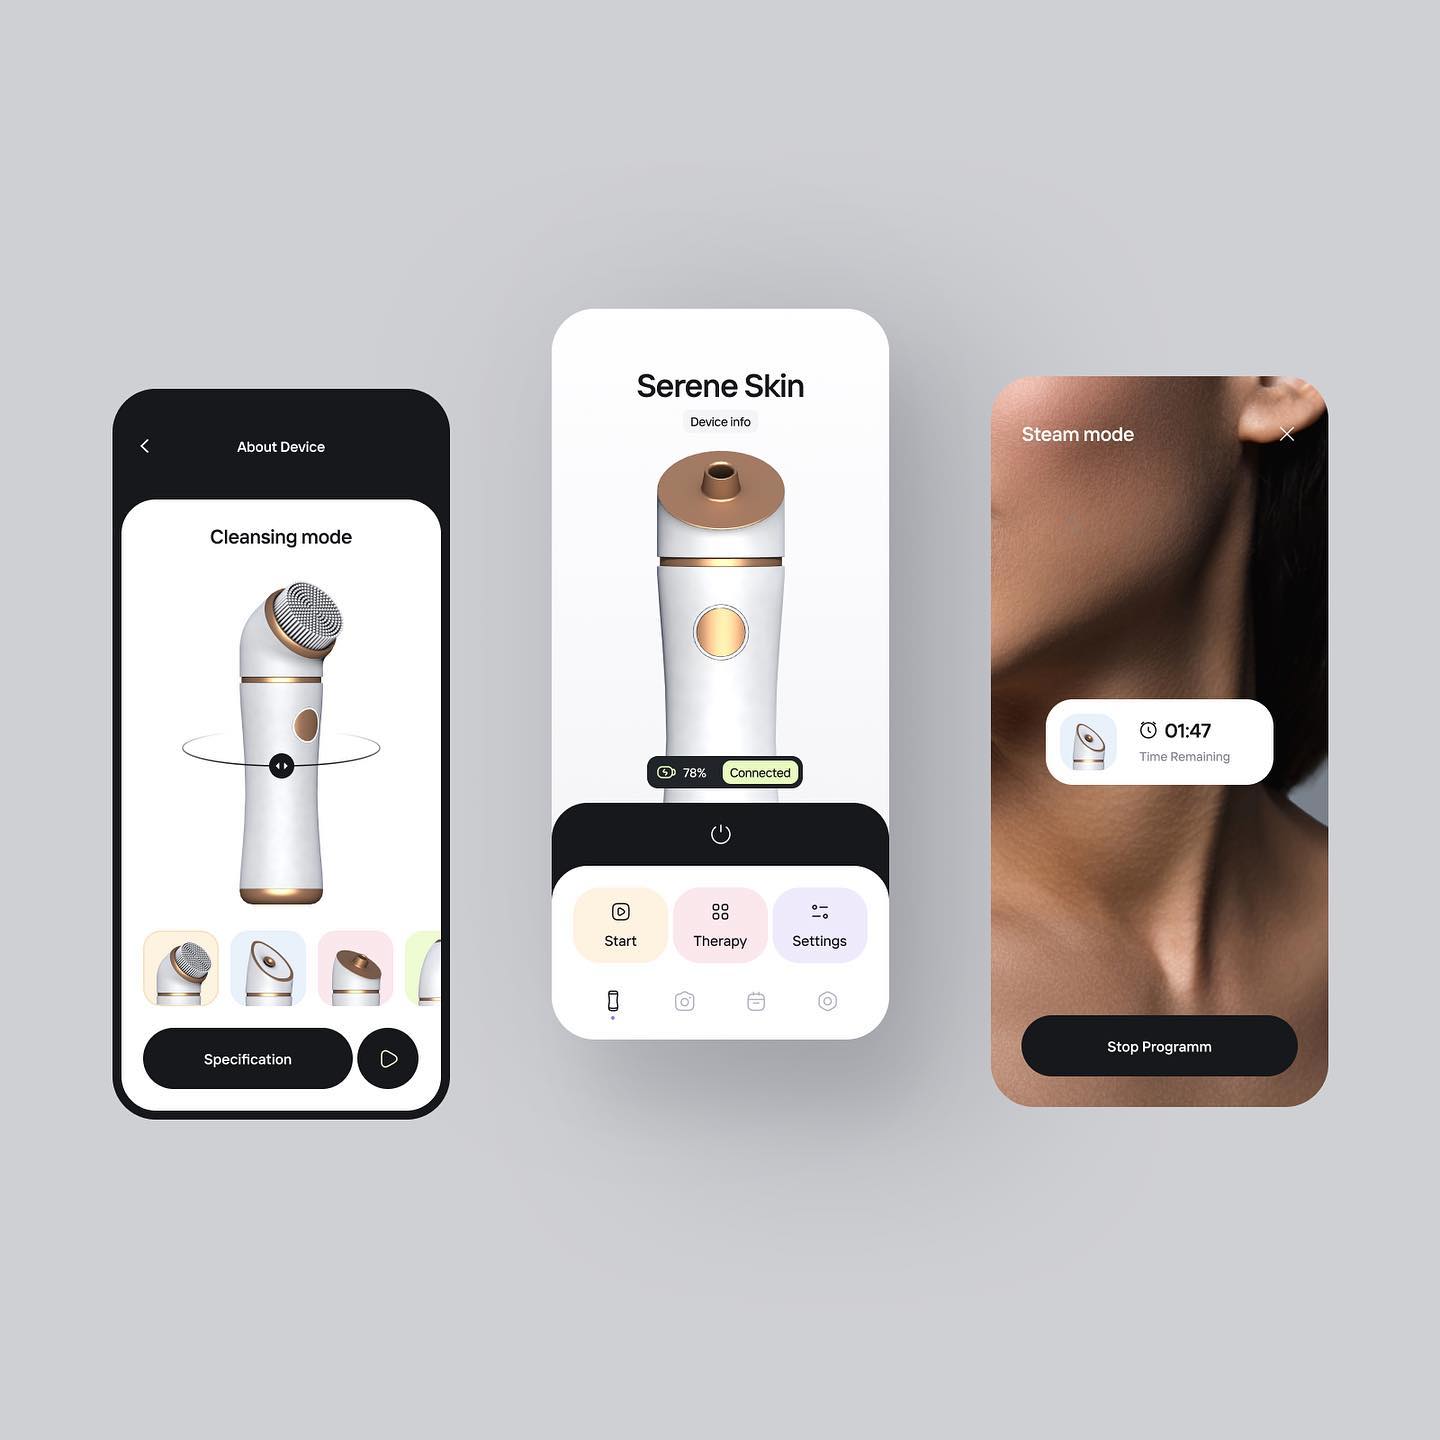 About Device
Cleansing mode
Specification
Serene Skin
Device info
78%
Connected
Start
Therapy
Settings
Steam mode
01:47
Time Remaining
Stop Programm